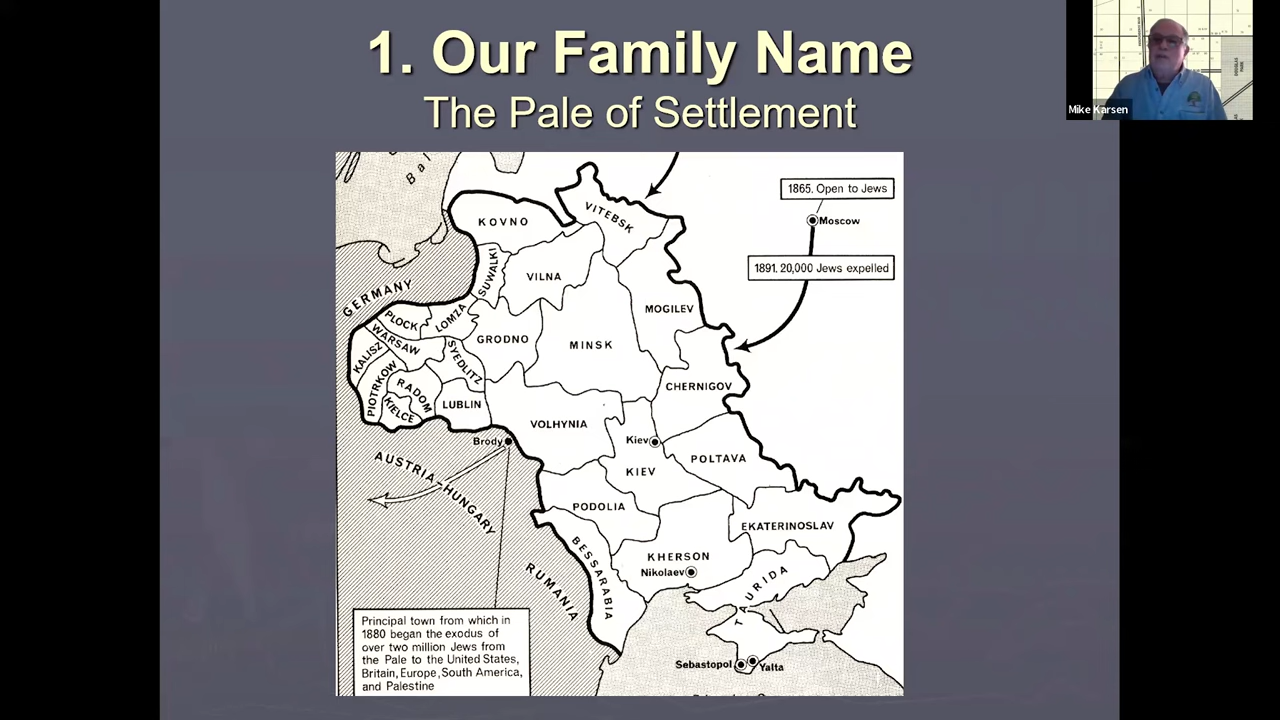 1. Our Family Name
The Pale of Settlement
Mike Karsen
DOUGLAS
PARK
Bal
1865. Open to Jews
Moscow
1891. 20,000 Jews expelled
KOVNO
VITEBSK
SUWALKI
VILNA
GERMANY
PLOCK
LOMZA
MOGILEV
WARSAW
GRODNO
MINSK
KALISZ
SYEDLITZ
PIOTRKOW
RADOM
CHERNIGOV
KIELCE
LUBLIN
VOLHYNIA
Brody
Kiev
KIEV
POLTAVA
AUSTRIA-HUNGARY
PODOLIA
EKATERINOSLAV
BESSARABIA
KHERSON
Nikolaev
RUMANIA
TAURIDA
Principal town from which in
1880 began the exodus of
over two million Jews from
the Pale to the United States,
Britain, Europe, South America,
and Palestine
Sebastopol
Yalta